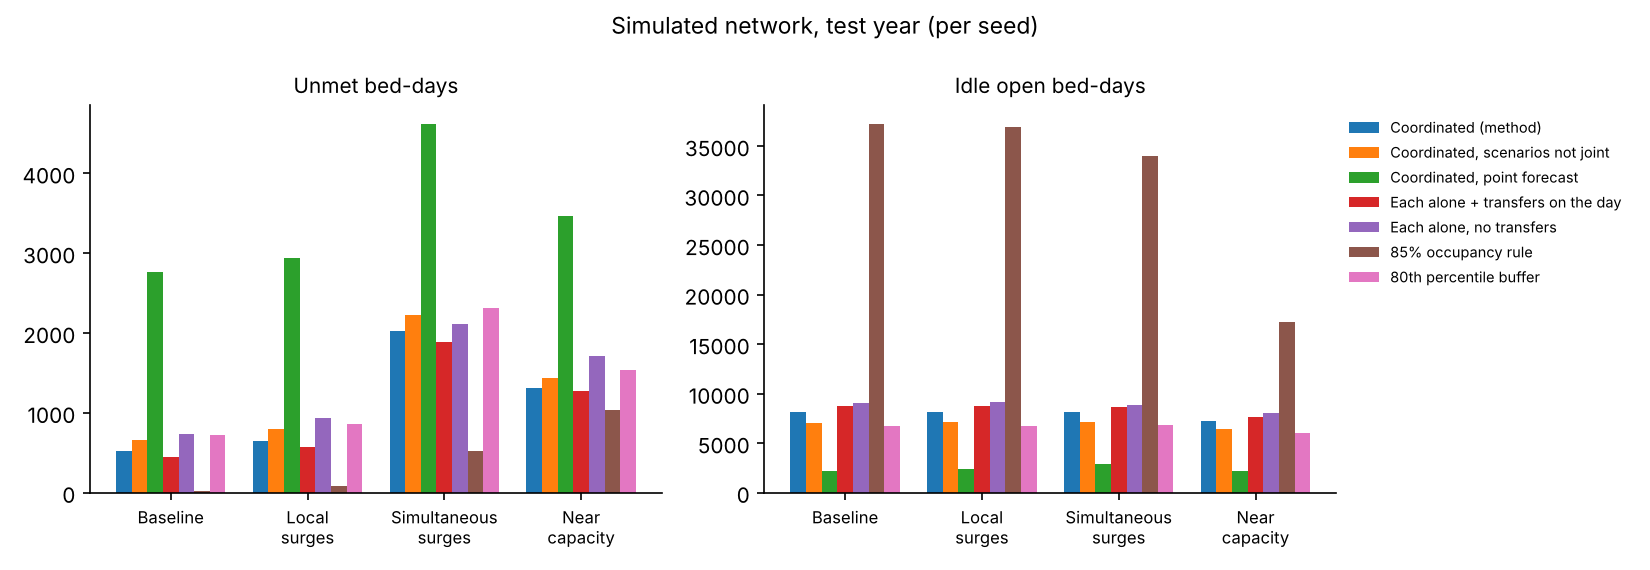 Simulated network, test year (per seed)
Unmet bed-days
4000
3000
2000
1000
0
Baseline
Local
surges
Simultaneous
surges
Near
capacity
Idle open bed-days
35000
30000
25000
20000
15000
10000
5000
0
Baseline
Local
surges
Simultaneous
surges
Near
capacity
Coordinated (method)
Coordinated, scenarios not joint
Coordinated, point forecast
Each alone + transfers on the day
Each alone, no transfers
85% occupancy rule
80th percentile buffer